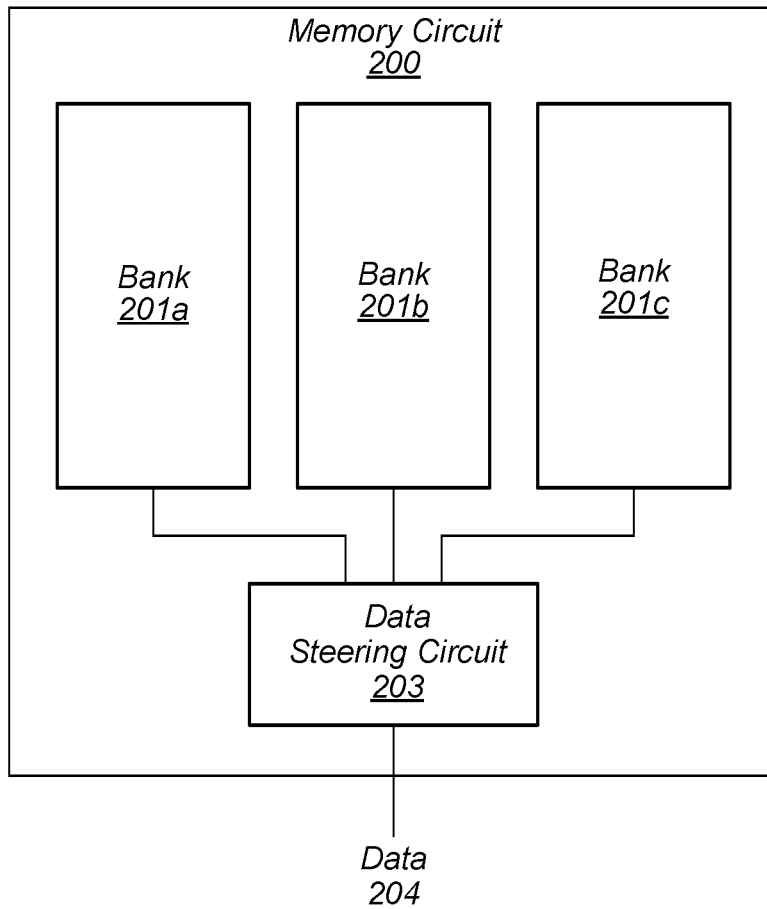 Memory Circuit
200
Bank
201a
Bank
201b
Bank
201c
Data
Steering Circuit
203
Data
204